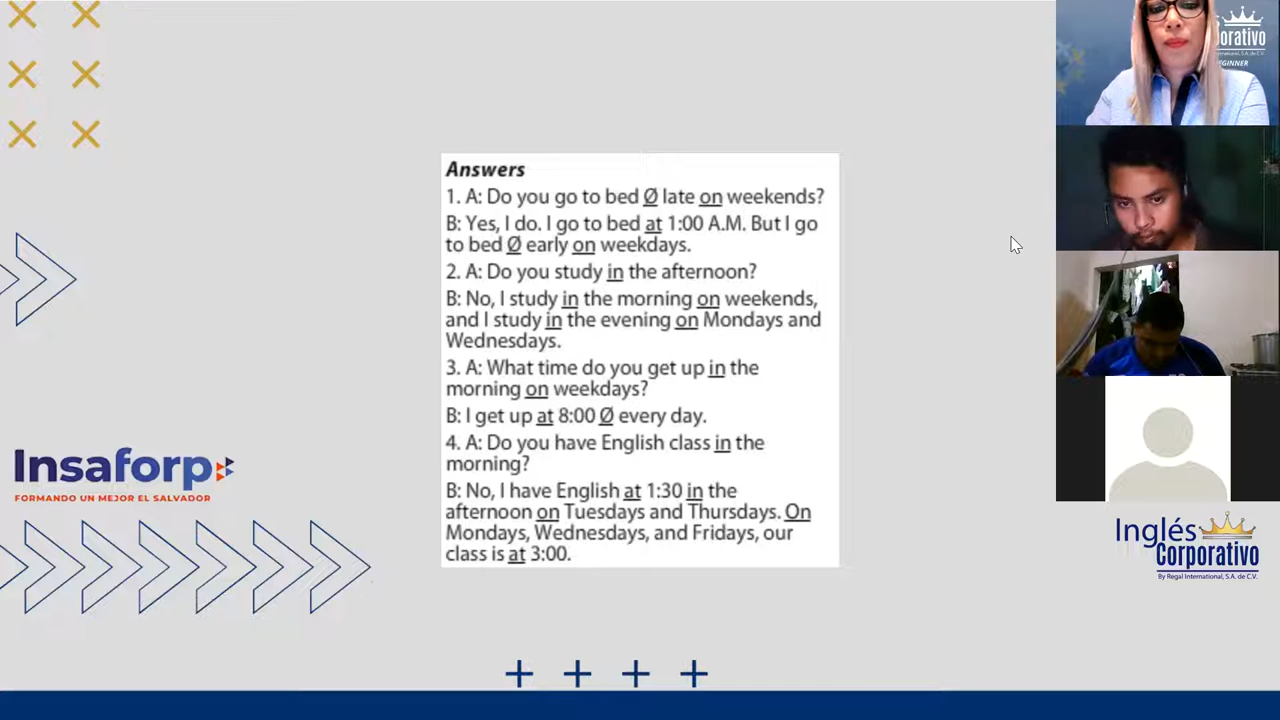 Answers
1. A: Do you go to bed Ø late on weekends?
B: Yes, I do. I go to bed at 1:00 A.M. But I go
to bed Ø early on weekdays.
2. A: Do you study in the afternoon?
B: No, I study in the morning on weekends,
and I study in the evening on Mondays and
Wednesdays.
3. A: What time do you get up in the
morning on weekdays?
B: I get up at 8:00 Ø every day.
4. A: Do you have English class in the
morning?
B: No, I have English at 1:30 in the
afternoon on Tuesdays and Thursdays. On
Mondays, Wednesdays, and Fridays, our
class is at 3:00.
Insaforp
FORMANDO UN MEJOR EL SALVADOR
Inglés
Corporativo
By Regal International, S.A. de C.V.